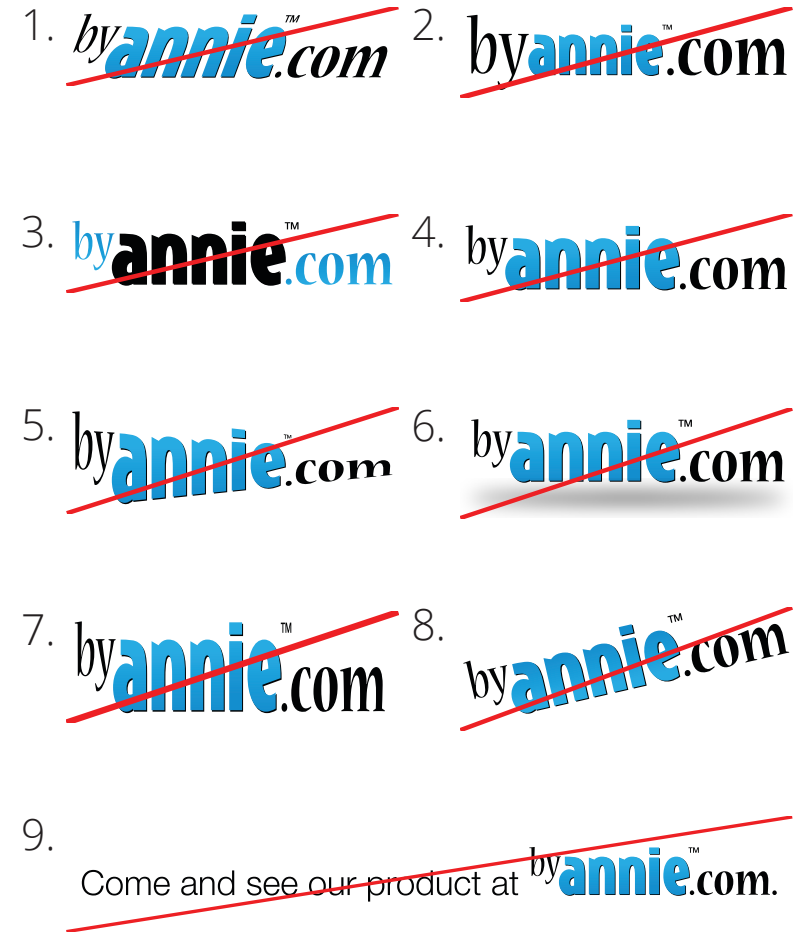 1. byannie™.com
2. byannie™.com
3. byannie™.com
4. byannie.com
5. byannie™.com
6. byannie™.com
7. byannie™.com
8. byannie™.com
9.
Come and see our product at byannie™.com.